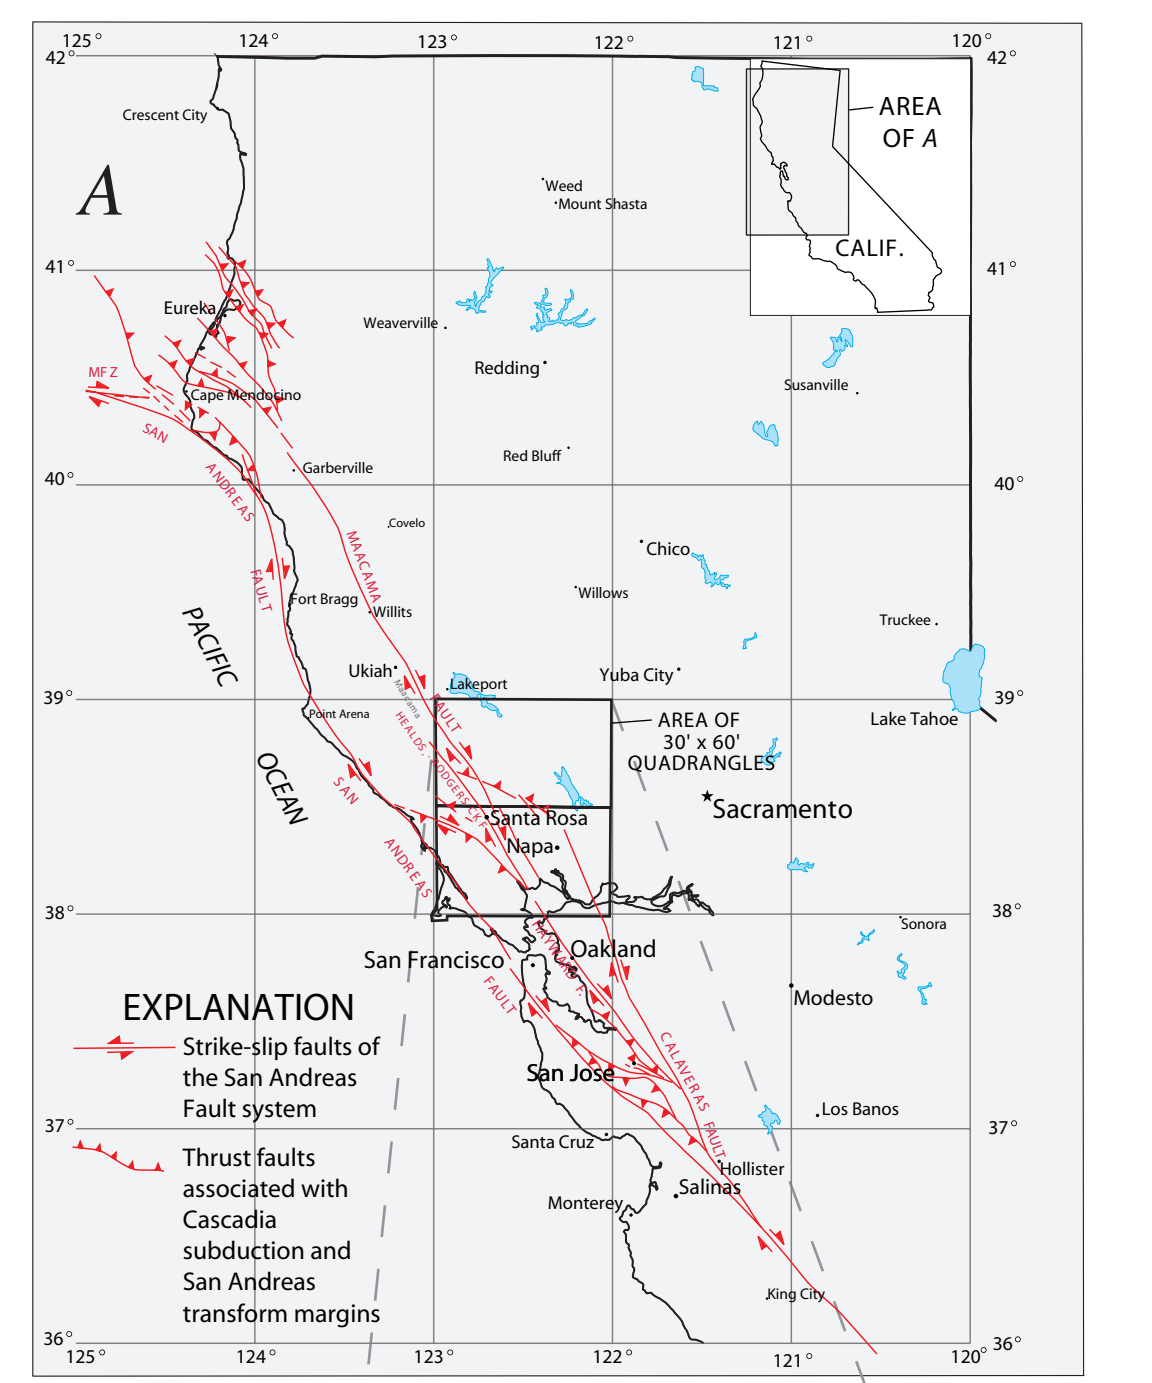 125° 124° 123° 122° 121° 120°
42° 42°
Crescent City
A
AREA
OF A
Weed
Mount Shasta
CALIF.
41° 41°
Eureka
Weaverville
Redding
MF Z
Susanville
Cape Mendocino
SAN
Red Bluff
Garberville
ANDREAS
40° 40°
Covelo
MAACAMA
Chico
FAULT
Willows
Fort Bragg
Willits
Truckee
PACIFIC
Ukiah
Yuba City
Lakeport
Maacama
39° 39°
FAULT
Point Arena
HEALDS.-RODGERS CK F.
AREA OF
30' x 60'
QUADRANGLES
Lake Tahoe
OCEAN
SAN
Sacramento
Santa Rosa
Napa
ANDREAS
38° 38°
Sonora
HAYWARD F.
Oakland
San Francisco
FAULT
Modesto
EXPLANATION
Strike-slip faults of
the San Andreas
Fault system
San Jose
CALAVERAS FAULT
Los Banos
37° 37°
Santa Cruz
Thrust faults
associated with
Cascadia
subduction and
San Andreas
transform margins
Hollister
Salinas
Monterey
King City
36° 36°
125° 124° 123° 122° 121° 120°